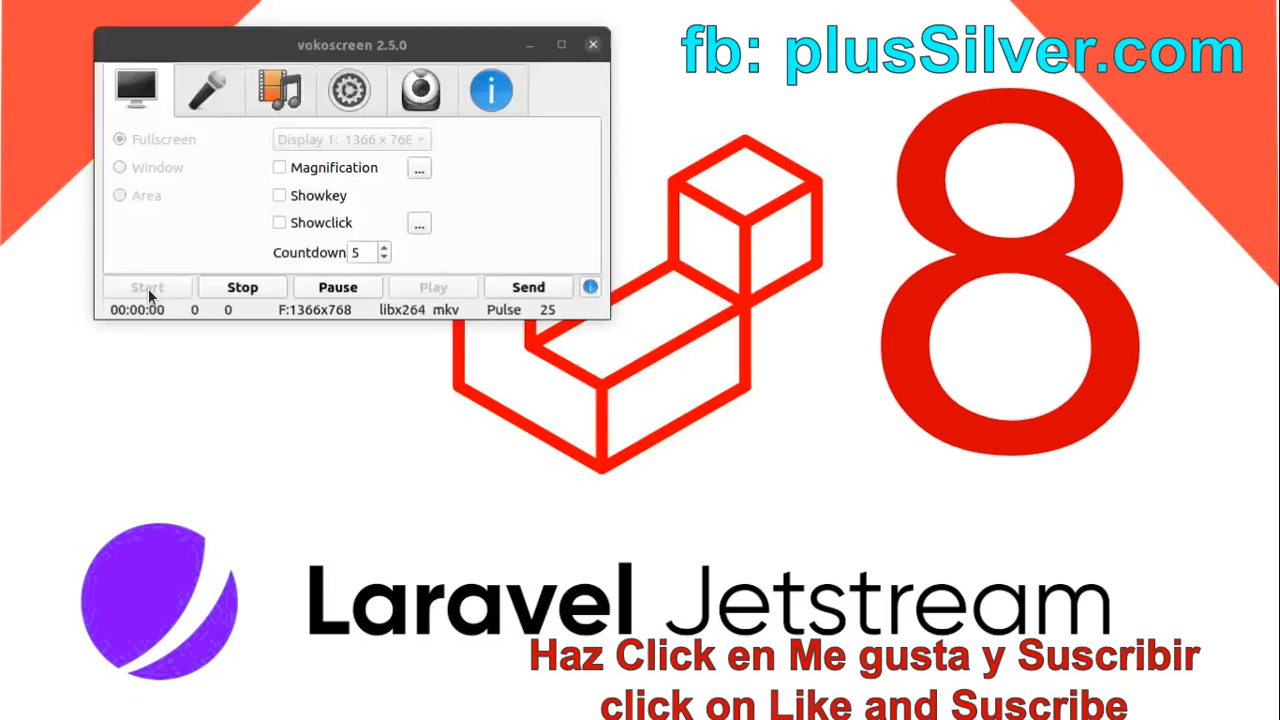 vokoscreen 2.5.0
fb: plusSilver.com
Fullscreen
Display 1: 1366 x 768
Window
Magnification
...
Area
Showkey
Showclick
...
Countdown 5
Start Stop Pause Play Send
00:00:00 0 0 F:1366x768 libx264 mkv Pulse 25
8
Laravel Jetstream
Haz Click en Me gusta y Suscribir
click on Like and Suscribe